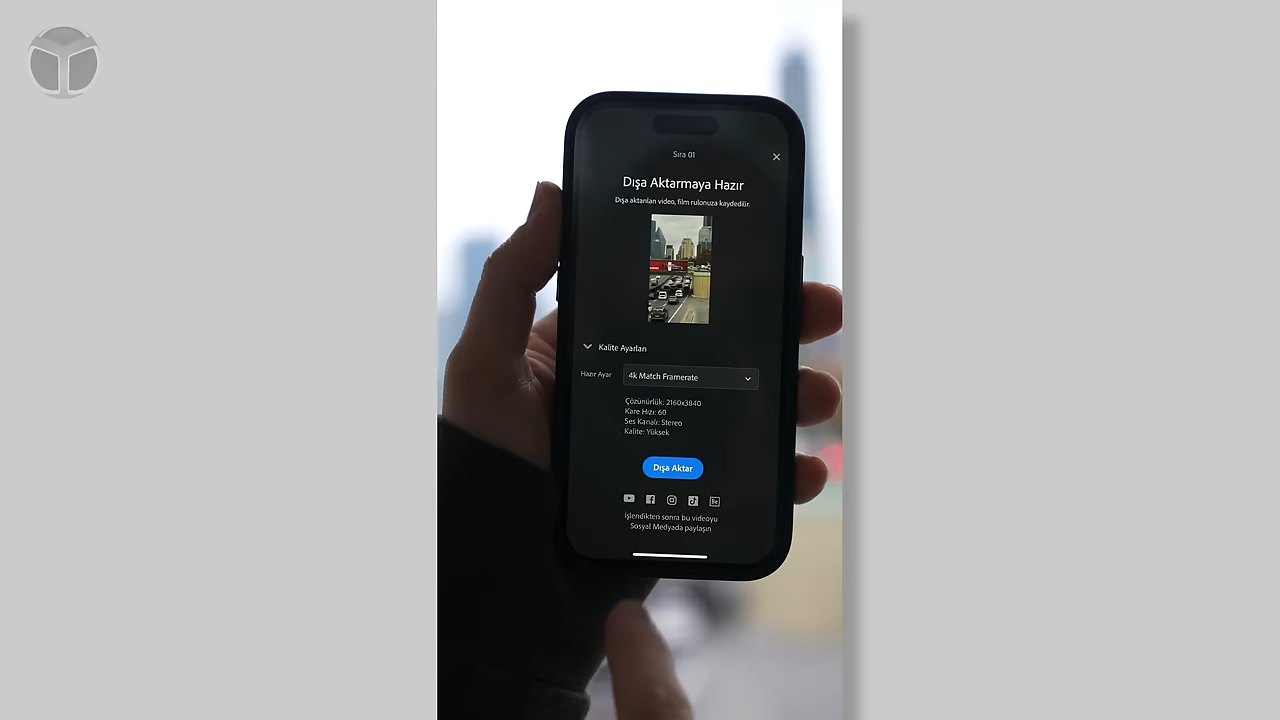 Sıra 01
Dışa Aktarmaya Hazır
Dışa aktarılan video, film rulonuza kaydedilir.
Kalite Ayarları
Hazır Ayar
4k Match Framerate
Çözünürlük: 2160x3840
Kare Hızı: 60
Ses Kanalı: Stereo
Kalite: Yüksek
Dışa Aktar
Bē
İşlendikten sonra bu videoyu
Sosyal Medyada paylaşın